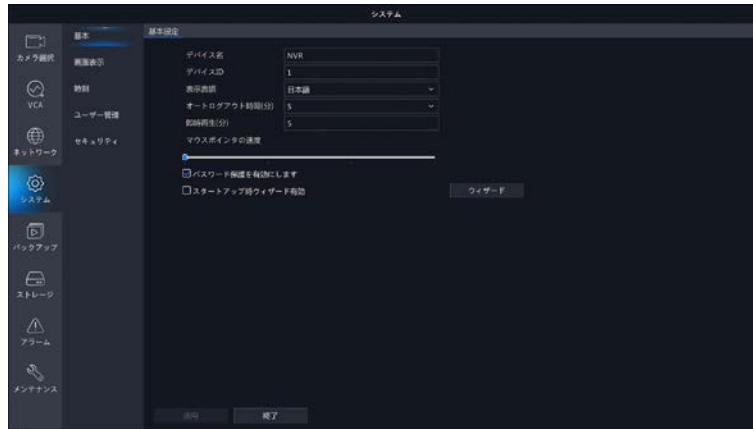 システム
カメラ選択
VCA
ネットワーク
システム
バックアップ
ストレージ
アラーム
メンテナンス
基本
画面表示
時刻
ユーザー管理
セキュリティ
基本設定
デバイス名 NVR
デバイスID 1
表示言語 日本語
オートログアウト時間(分) 5
即時再生(分) 5
マウスポインタの速度
パスワード保護を有効にします
スタートアップ時ウィザード有効 ウィザード
適用 終了